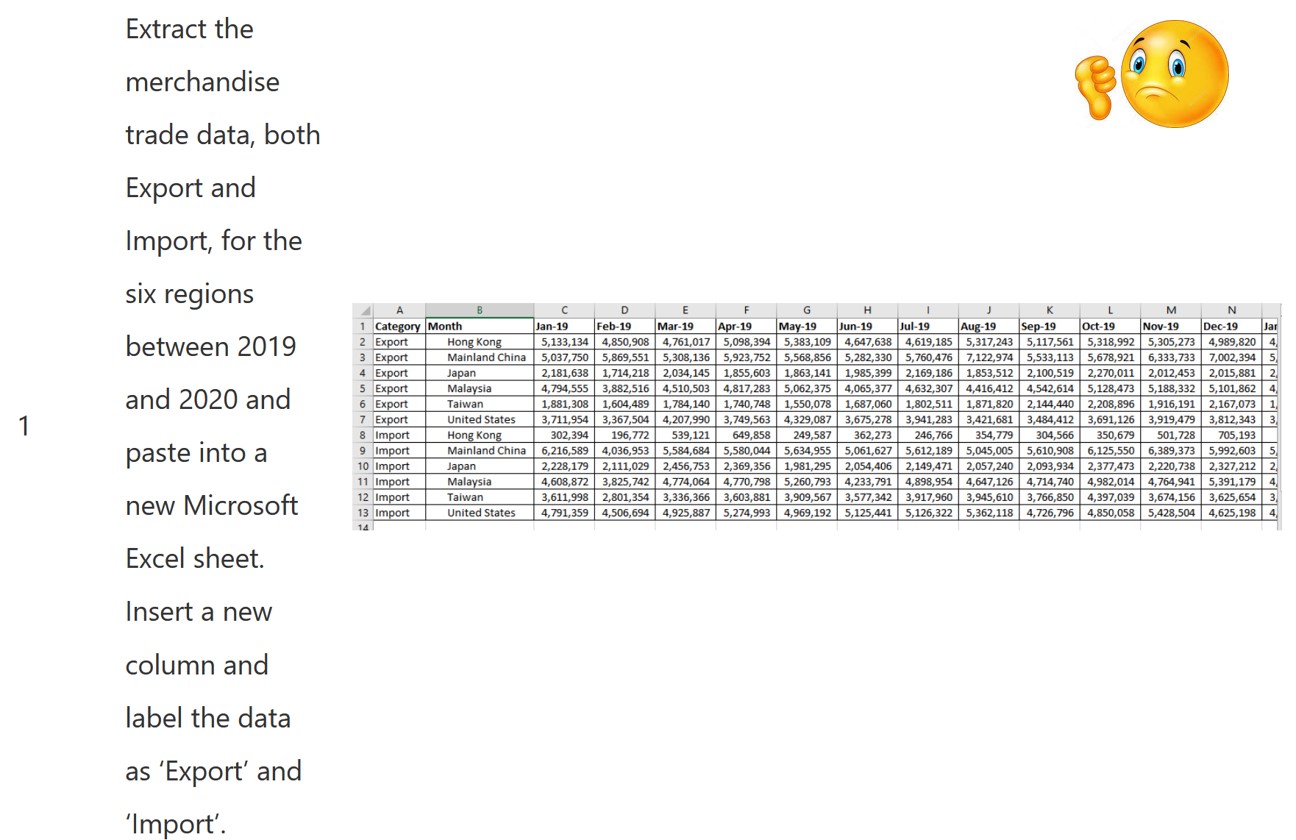 1
Extract the
merchandise
trade data, both
Export and
Import, for the
six regions
between 2019
and 2020 and
paste into a
new Microsoft
Excel sheet.
Insert a new
column and
label the data
as ‘Export’ and
‘Import’.
A B C D E F G H I J K L M N
1 Category Month Jan-19 Feb-19 Mar-19 Apr-19 May-19 Jun-19 Jul-19 Aug-19 Sep-19 Oct-19 Nov-19 Dec-19 Jan
2 Export Hong Kong 5,133,134 4,850,908 4,761,017 5,098,394 5,383,109 4,647,638 4,619,185 5,317,243 5,117,561 5,318,992 5,305,273 4,989,820 4,
3 Export Mainland China 5,037,750 5,869,551 5,308,136 5,923,752 5,568,856 5,282,330 5,760,476 7,122,974 5,533,113 5,678,921 6,333,733 7,002,394 5,
4 Export Japan 2,181,638 1,714,218 2,034,145 1,855,603 1,863,141 1,985,399 2,169,186 1,853,512 2,100,519 2,270,011 2,012,453 2,015,881 2,
5 Export Malaysia 4,794,555 3,882,516 4,510,503 4,817,283 5,062,375 4,065,377 4,632,307 4,416,412 4,542,614 5,128,473 5,188,332 5,101,862 4,
6 Export Taiwan 1,881,308 1,604,489 1,784,140 1,740,748 1,550,078 1,687,060 1,802,511 1,871,820 2,144,440 2,208,896 1,916,191 2,167,073 1,
7 Export United States 3,711,954 3,367,504 4,207,990 3,749,563 4,329,087 3,675,278 3,941,283 3,421,681 3,484,412 3,691,126 3,919,479 3,812,343 3,
8 Import Hong Kong 302,394 196,772 539,121 649,858 249,587 362,273 246,766 354,779 304,566 350,679 501,728 705,193
9 Import Mainland China 6,216,589 4,036,953 5,584,684 5,580,044 5,634,955 5,061,627 5,612,189 5,045,005 5,610,908 6,125,550 6,389,373 5,992,603 5,
10 Import Japan 2,228,179 2,111,029 2,456,753 2,369,356 1,981,295 2,054,406 2,149,471 2,057,240 2,093,934 2,377,473 2,220,738 2,327,212 2,
11 Import Malaysia 4,608,872 3,825,742 4,774,064 4,770,798 5,260,793 4,233,791 4,898,954 4,647,126 4,714,740 4,982,014 4,764,941 5,391,179 4,
12 Import Taiwan 3,611,998 2,801,354 3,336,366 3,603,881 3,909,567 3,577,342 3,917,960 3,945,610 3,766,850 4,397,039 3,674,156 3,625,654 3,
13 Import United States 4,791,359 4,506,694 4,925,887 5,274,993 4,969,192 5,125,441 5,126,322 5,362,118 4,726,796 4,850,058 5,428,504 4,625,198 4,
14